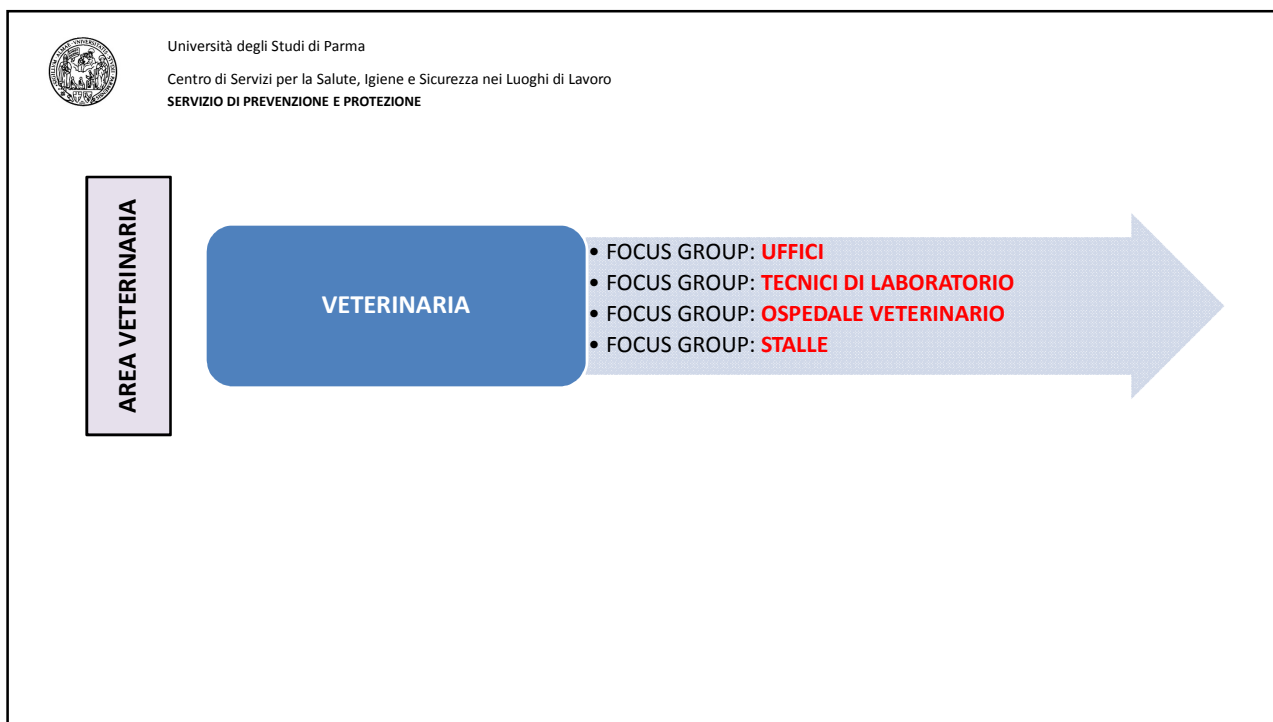 Università degli Studi di Parma
Centro di Servizi per la Salute, Igiene e Sicurezza nei Luoghi di Lavoro
SERVIZIO DI PREVENZIONE E PROTEZIONE
AREA VETERINARIA
VETERINARIA
• FOCUS GROUP: UFFICI
• FOCUS GROUP: TECNICI DI LABORATORIO
• FOCUS GROUP: OSPEDALE VETERINARIO
• FOCUS GROUP: STALLE